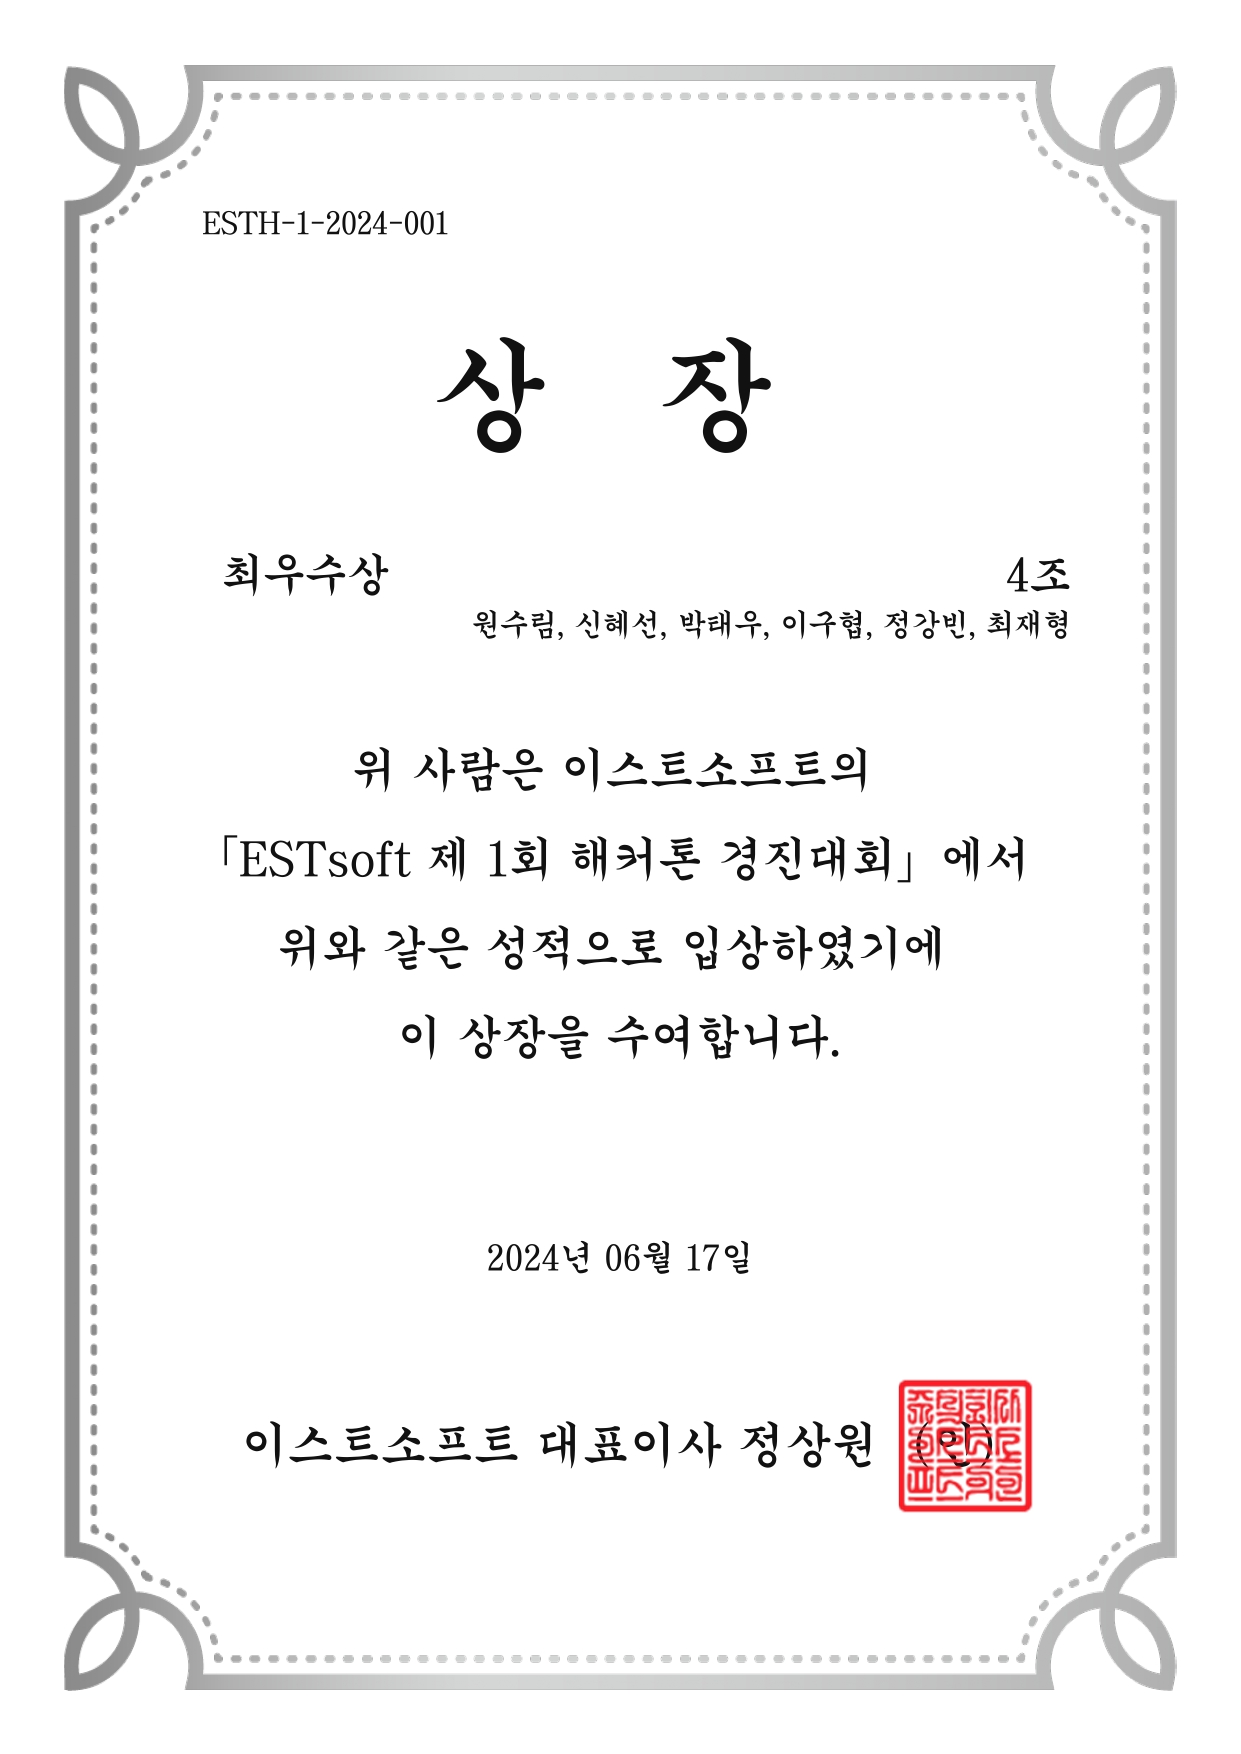 ESTH-1-2024-001
상 장
최우수상 4조
원수림, 신혜선, 박태우, 이구협, 정강빈, 최재형
위 사람은 이스트소프트의
「ESTsoft 제 1회 해커톤 경진대회」에서
위와 같은 성적으로 입상하였기에
이 상장을 수여합니다.
2024년 06월 17일
이스트소프트 대표이사 정상원 (인)